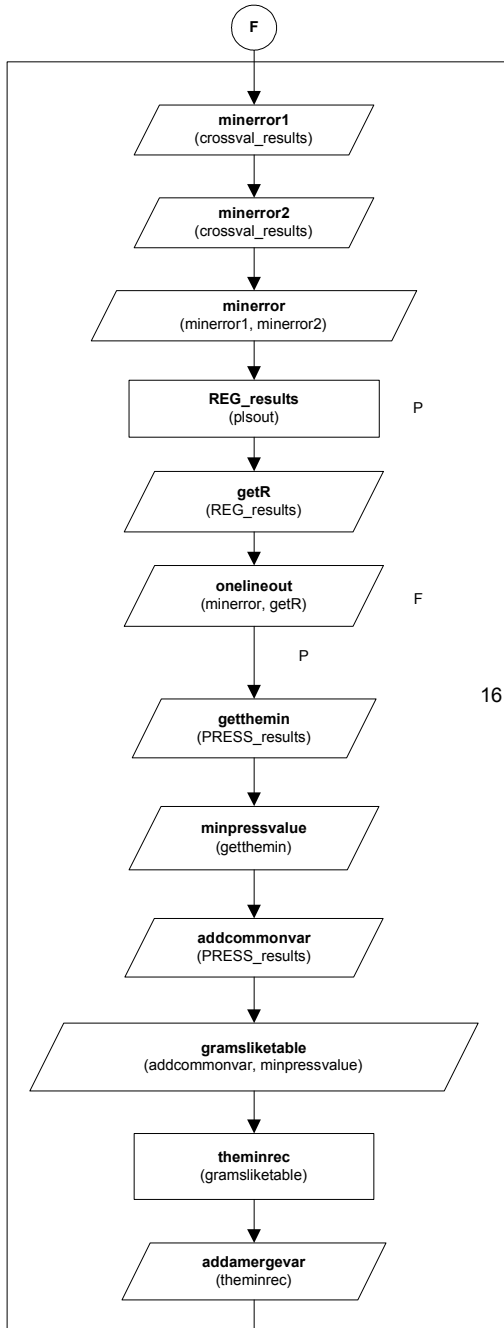 F
minerror1
(crossval_results)
minerror2
(crossval_results)
minerror
(minerror1, minerror2)
REG_results
(plsout)
P
getR
(REG_results)
onelineout
(minerror, getR)
F
P
16
getthemin
(PRESS_results)
minpressvalue
(getthemin)
addcommonvar
(PRESS_results)
gramsliketable
(addcommonvar, minpressvalue)
theminrec
(gramsliketable)
addamergevar
(theminrec)